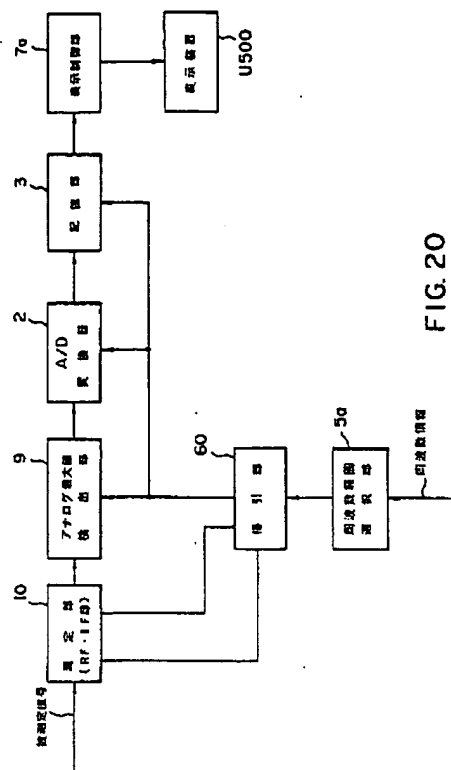 被測定信号
10
測定部
(RF・IF部)
9
アナログ最大値
検出部
2
A/D
変換器
3
記憶部
7a
表示制御部
表示装置
U500
60
掃引部
5a
周波数範囲
選択部
周波数情報
FIG. 20